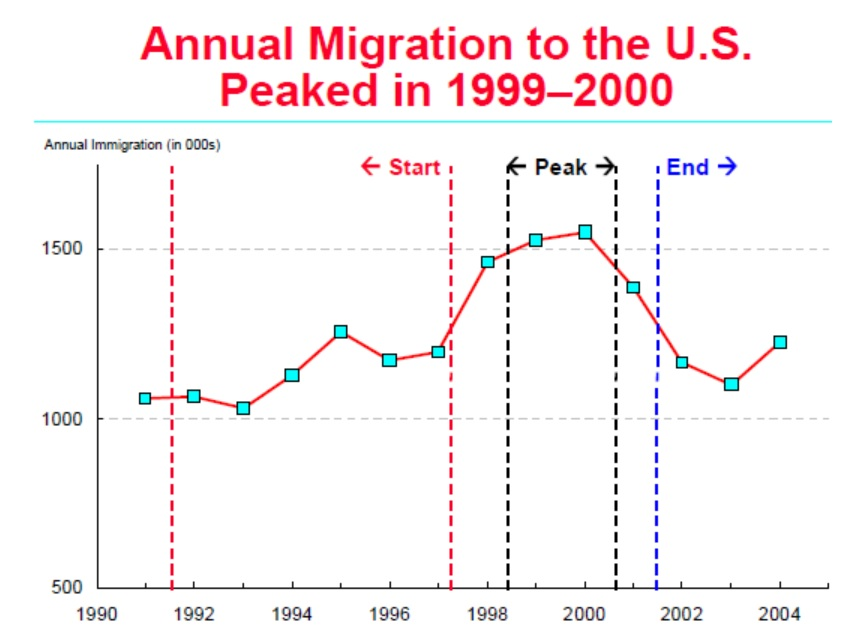 Annual Migration to the U.S.
Peaked in 1999–2000
Annual Immigration (in 000s)
← Start
← Peak →
End →
1500
1000
500
1990 1992 1994 1996 1998 2000 2002 2004